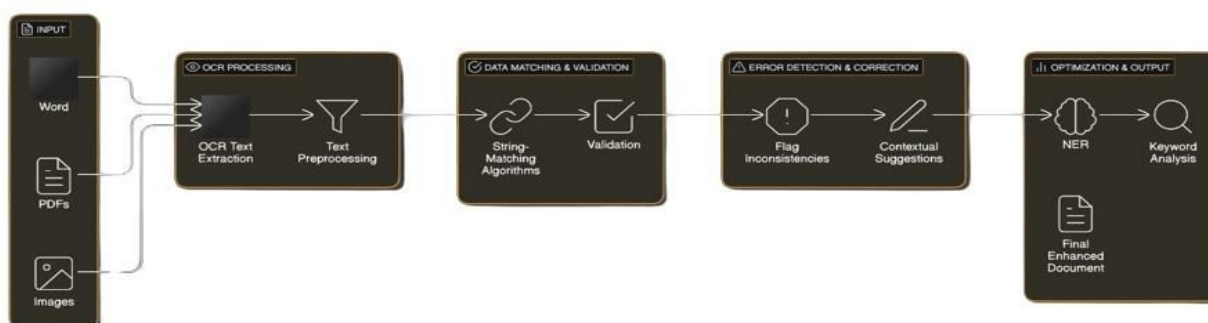 INPUT
Word
PDFs
Images
OCR PROCESSING
OCR Text
Extraction
Text
Preprocessing
DATA MATCHING & VALIDATION
String-
Matching
Algorithms
Validation
ERROR DETECTION & CORRECTION
Flag
Inconsistencies
Contextual
Suggestions
OPTIMIZATION & OUTPUT
NER
Keyword
Analysis
Final
Enhanced
Document